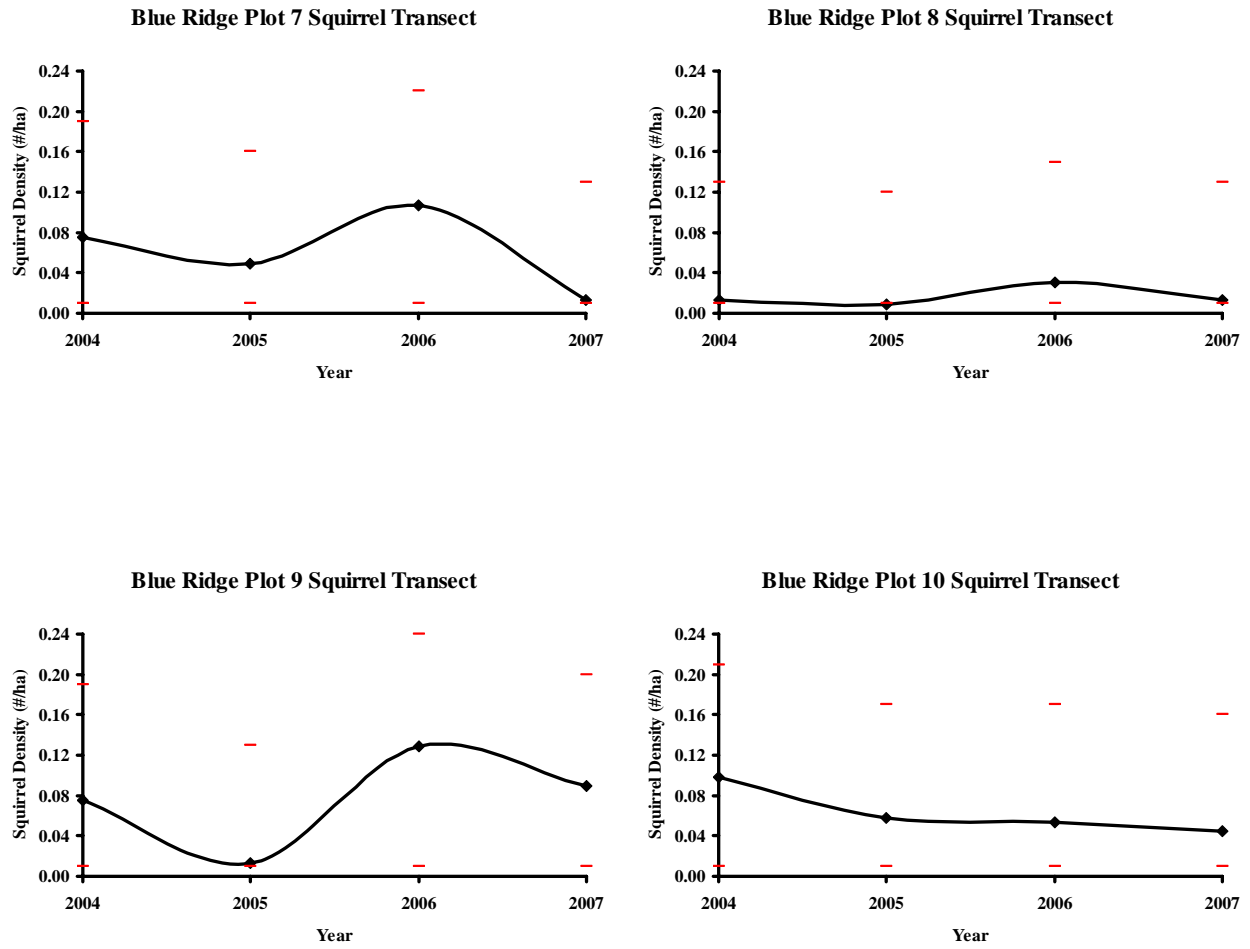 Blue Ridge Plot 7 Squirrel Transect
0.24
0.20
0.16
0.12
0.08
0.04
0.00
Squirrel Density (#/ha)
2004 2005 2006 2007
Year
Blue Ridge Plot 8 Squirrel Transect
0.24
0.20
0.16
0.12
0.08
0.04
0.00
Squirrel Density (#/ha)
2004 2005 2006 2007
Year
Blue Ridge Plot 9 Squirrel Transect
0.24
0.20
0.16
0.12
0.08
0.04
0.00
Squirrel Density (#/ha)
2004 2005 2006 2007
Year
Blue Ridge Plot 10 Squirrel Transect
0.24
0.20
0.16
0.12
0.08
0.04
0.00
Squirrel Density (#/ha)
2004 2005 2006 2007
Year